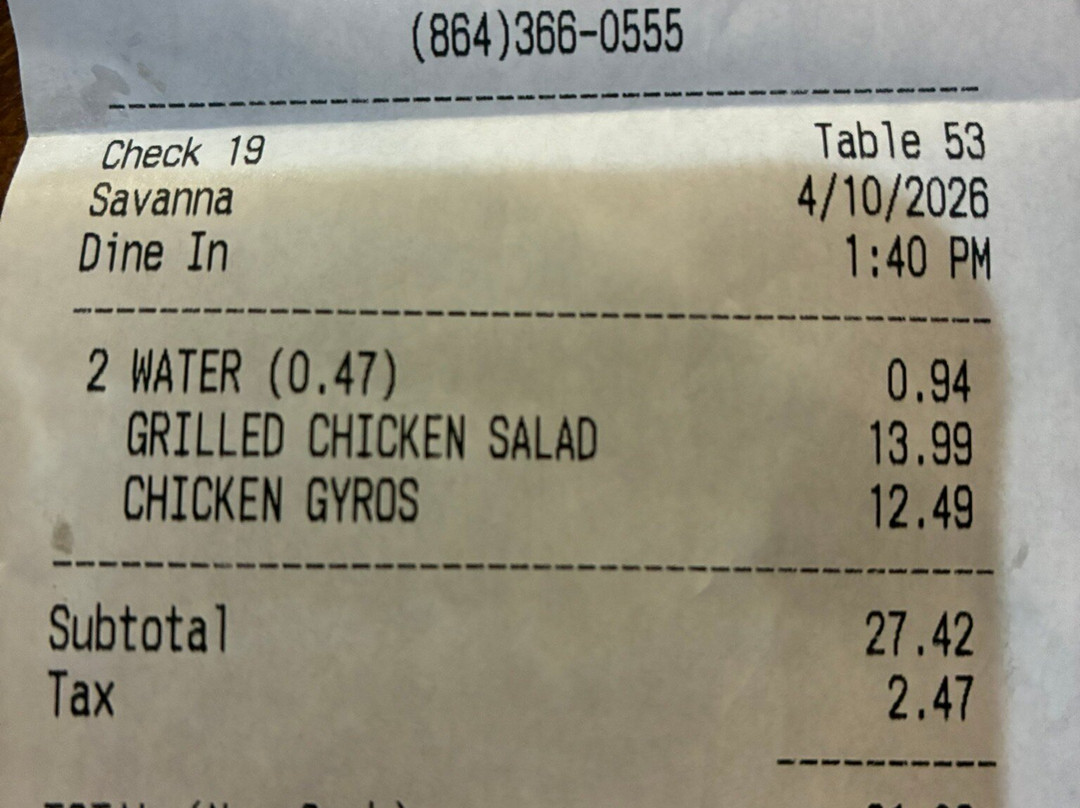 (864)366-0555
Check 19 Table 53
Savanna 4/10/2026
Dine In 1:40 PM
2 WATER (0.47) 0.94
GRILLED CHICKEN SALAD 13.99
CHICKEN GYROS 12.49
Subtotal 27.42
Tax 2.47